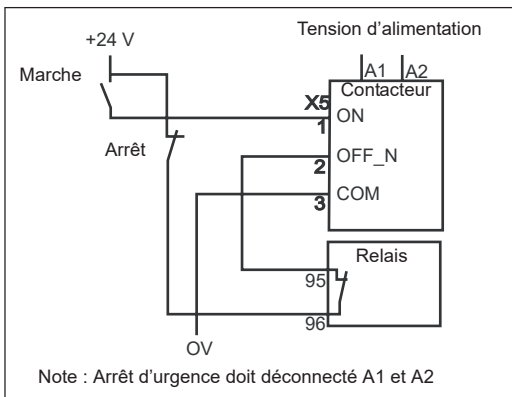 Tension d'alimentation
+24 V
A1 A2
Marche
Contacteur
X5
ON
1
Arrêt
OFF_N
2
COM
3
Relais
95
96
OV
Note : Arrêt d'urgence doit déconnecté A1 et A2